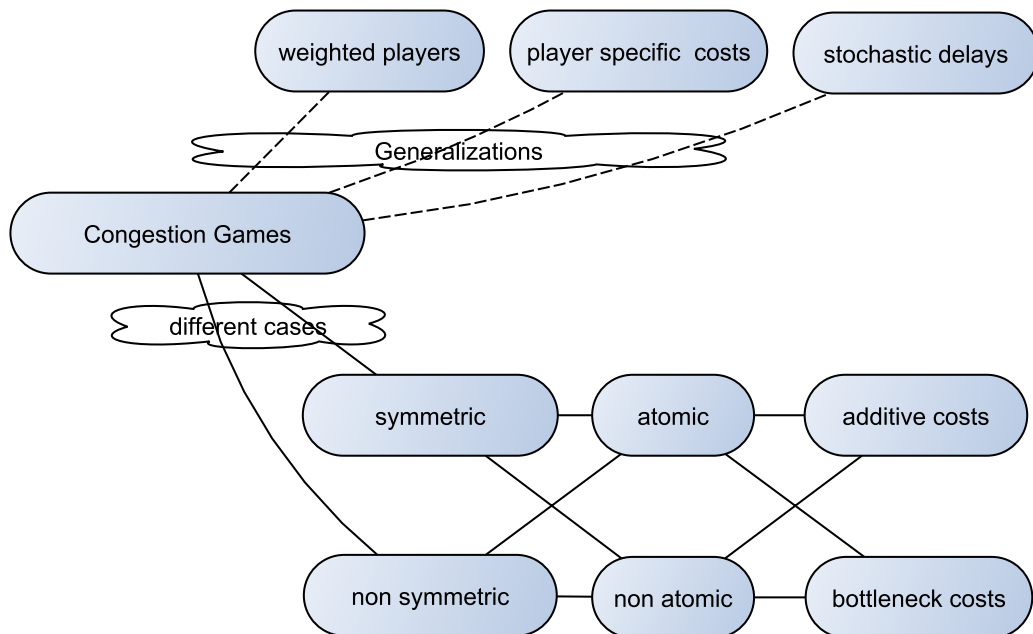 weighted players
player specific costs
stochastic delays
Generalizations
Congestion Games
different cases
symmetric
atomic
additive costs
non symmetric
non atomic
bottleneck costs